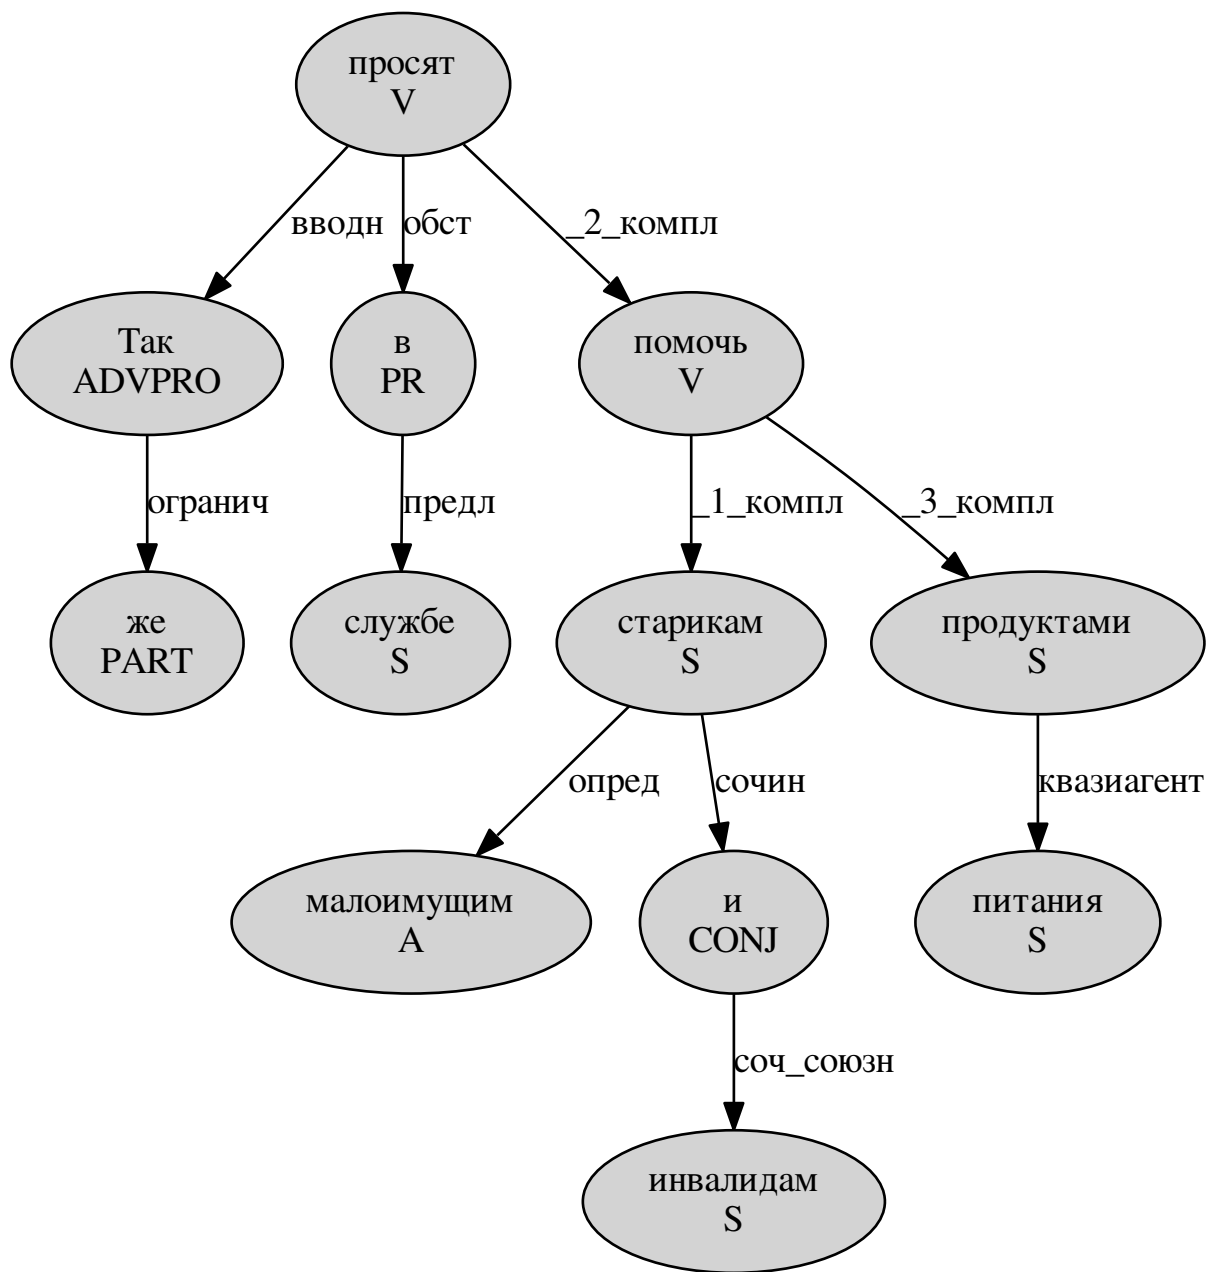 просят
V
вводн
обст
_2_компл
Так
ADVPRO
в
PR
помочь
V
огранич
предл
_1_компл
_3_компл
же
PART
службе
S
старикам
S
продуктами
S
опред
сочин
квазиагент
малоимущим
A
и
CONJ
питания
S
соч_союзн
инвалидам
S